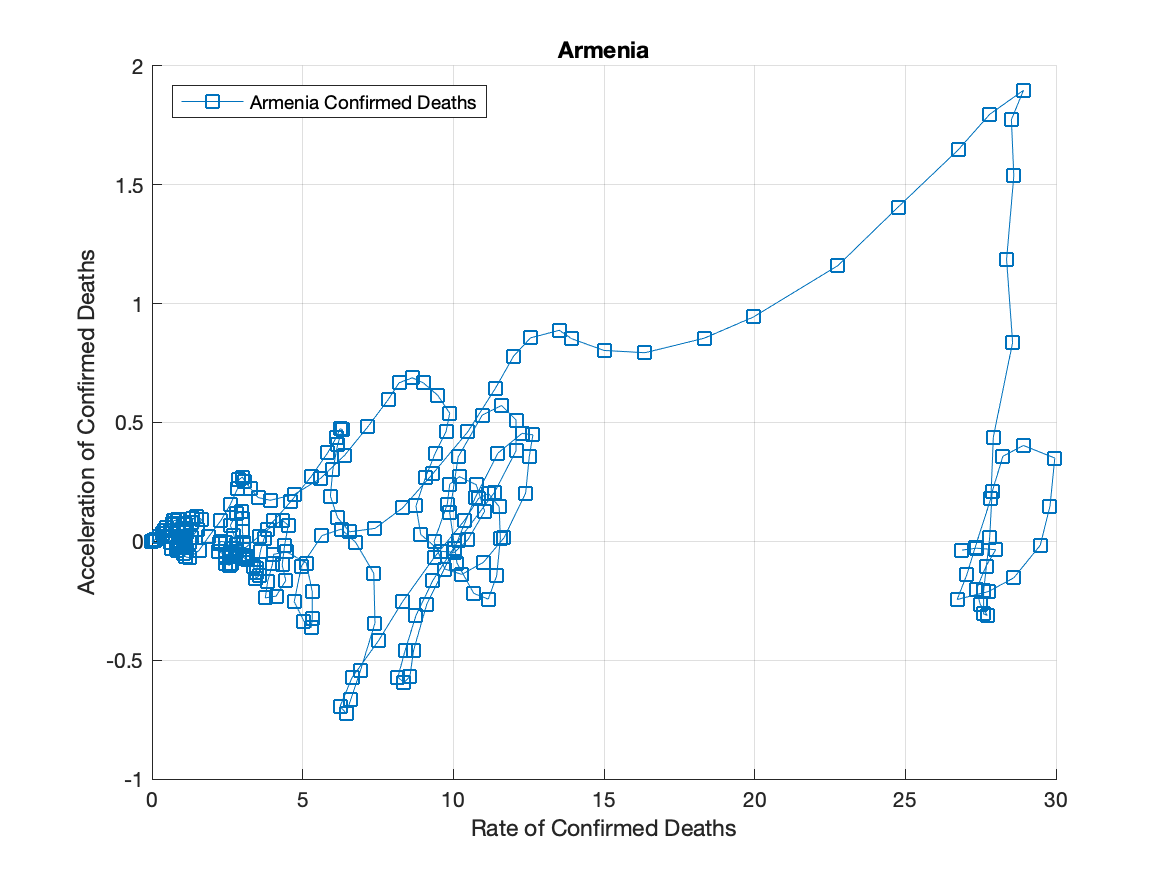 Armenia
Armenia Confirmed Deaths
2
1.5
1
0.5
0
-0.5
-1
Acceleration of Confirmed Deaths
0 5 10 15 20 25 30
Rate of Confirmed Deaths